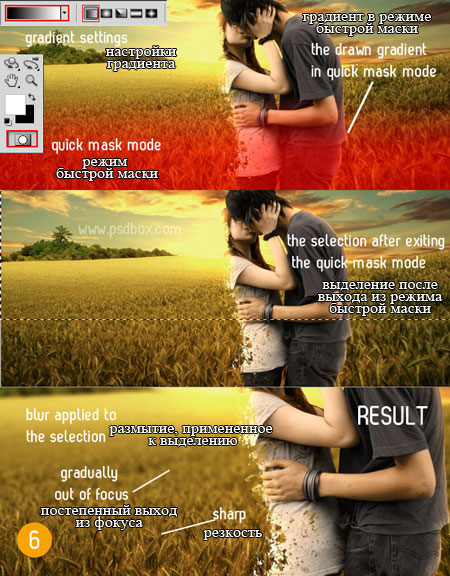 gradient settings
настройки
градиента
градиент в режиме
быстрой маски
the drawn gradient
in quick mask mode
quick mask mode
режим
быстрой маски
www.psdbox.com
the selection after exiting
the quick mask mode
выделение после
выхода из режима
быстрой маски
blur applied to
the selection
размытие, примененное
к выделению
RESULT
gradually
out of focus
постепенный выход
из фокуса
sharp
резкость
6